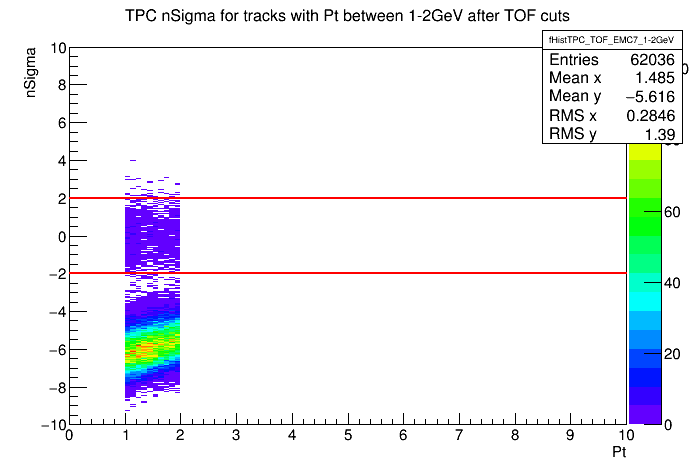 TPC nSigma for tracks with Pt between 1-2GeV after TOF cuts
fHistTPC_TOF_EMC7_1-2GeV
Entries 62036
Mean x 1.485
Mean y −5.616
RMS x 0.2846
RMS y 1.39
nSigma
10
8
6
4
2
0
−2
−4
−6
−8
−10
0 1 2 3 4 5 6 7 8 9 10
Pt
60
40
20
0